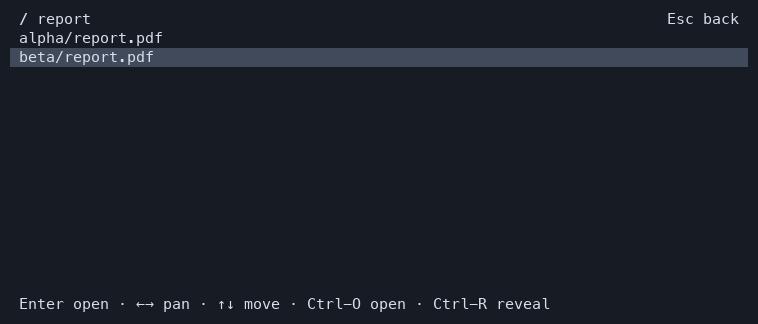 / report Esc back
alpha/report.pdf
beta/report.pdf
Enter open · ←→ pan · ↑↓ move · Ctrl–O open · Ctrl–R reveal